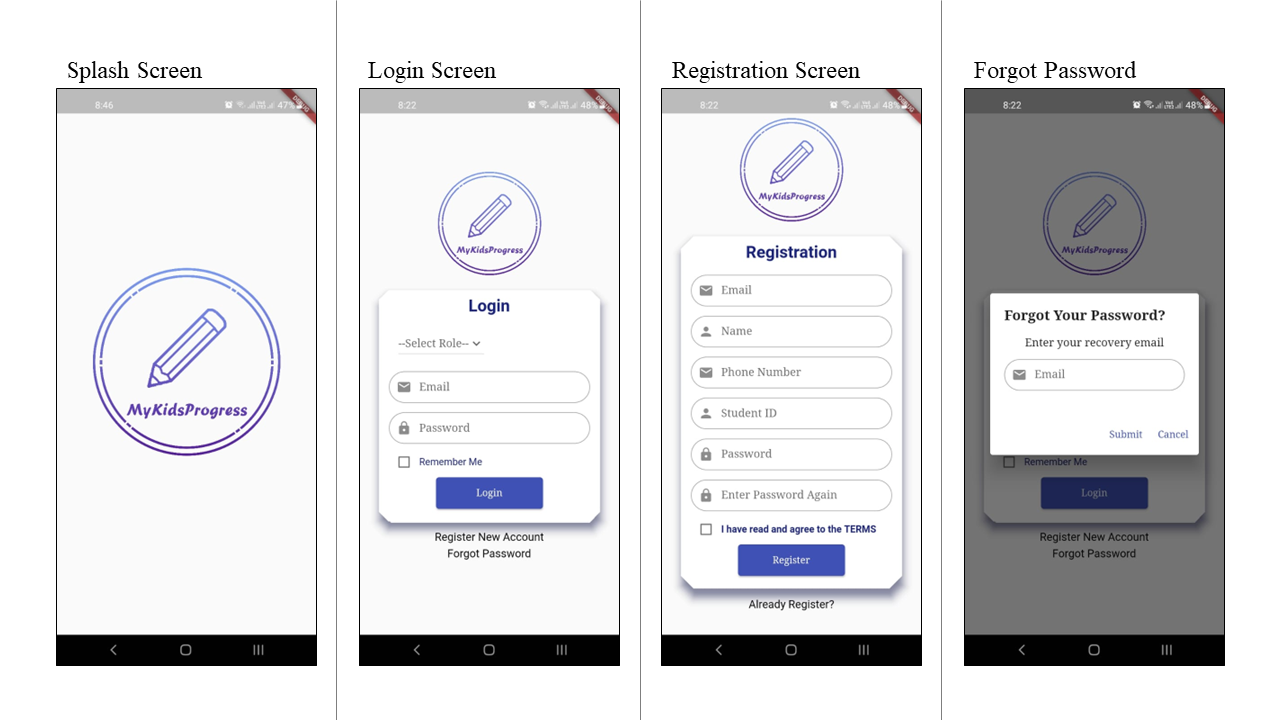 Splash Screen
8:46
47%
DEBUG
MyKidsProgress
Login Screen
8:22
48%
DEBUG
MyKidsProgress
Login
--Select Role--
Email
Password
Remember Me
Login
Register New Account
Forgot Password
Registration Screen
8:22
48%
DEBUG
MyKidsProgress
Registration
Email
Name
Phone Number
Student ID
Password
Enter Password Again
I have read and agree to the TERMS
Register
Already Register?
Forgot Password
8:22
48%
DEBUG
MyKidsProgress
Forgot Your Password?
Enter your recovery email
Email
Submit Cancel
Remember Me
Login
Register New Account
Forgot Password